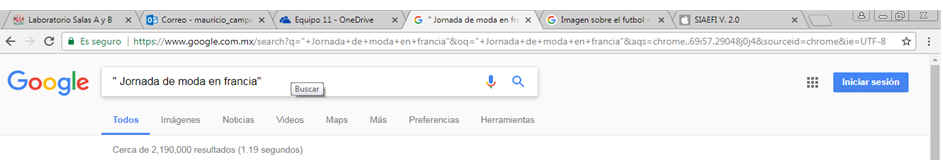 Laboratorio Salas A y B
Correo - mauricio_campo
Equipo 11 - OneDrive
" Jornada de moda en fra
Imagen sobre el futbol -
SIAEFI V. 2.0
Es seguro | https://www.google.com.mx/search?q="+Jornada+de+moda+en+francia"&oq="+Jornada+de+moda+en+francia"&aqs=chrome..69i57.29048j0j4&sourceid=chrome&ie=UTF-8
Google
" Jornada de moda en francia"
Buscar
Iniciar sesión
Todos Imágenes Noticias Videos Maps Más Preferencias Herramientas
Cerca de 2,190,000 resultados (1.19 segundos)